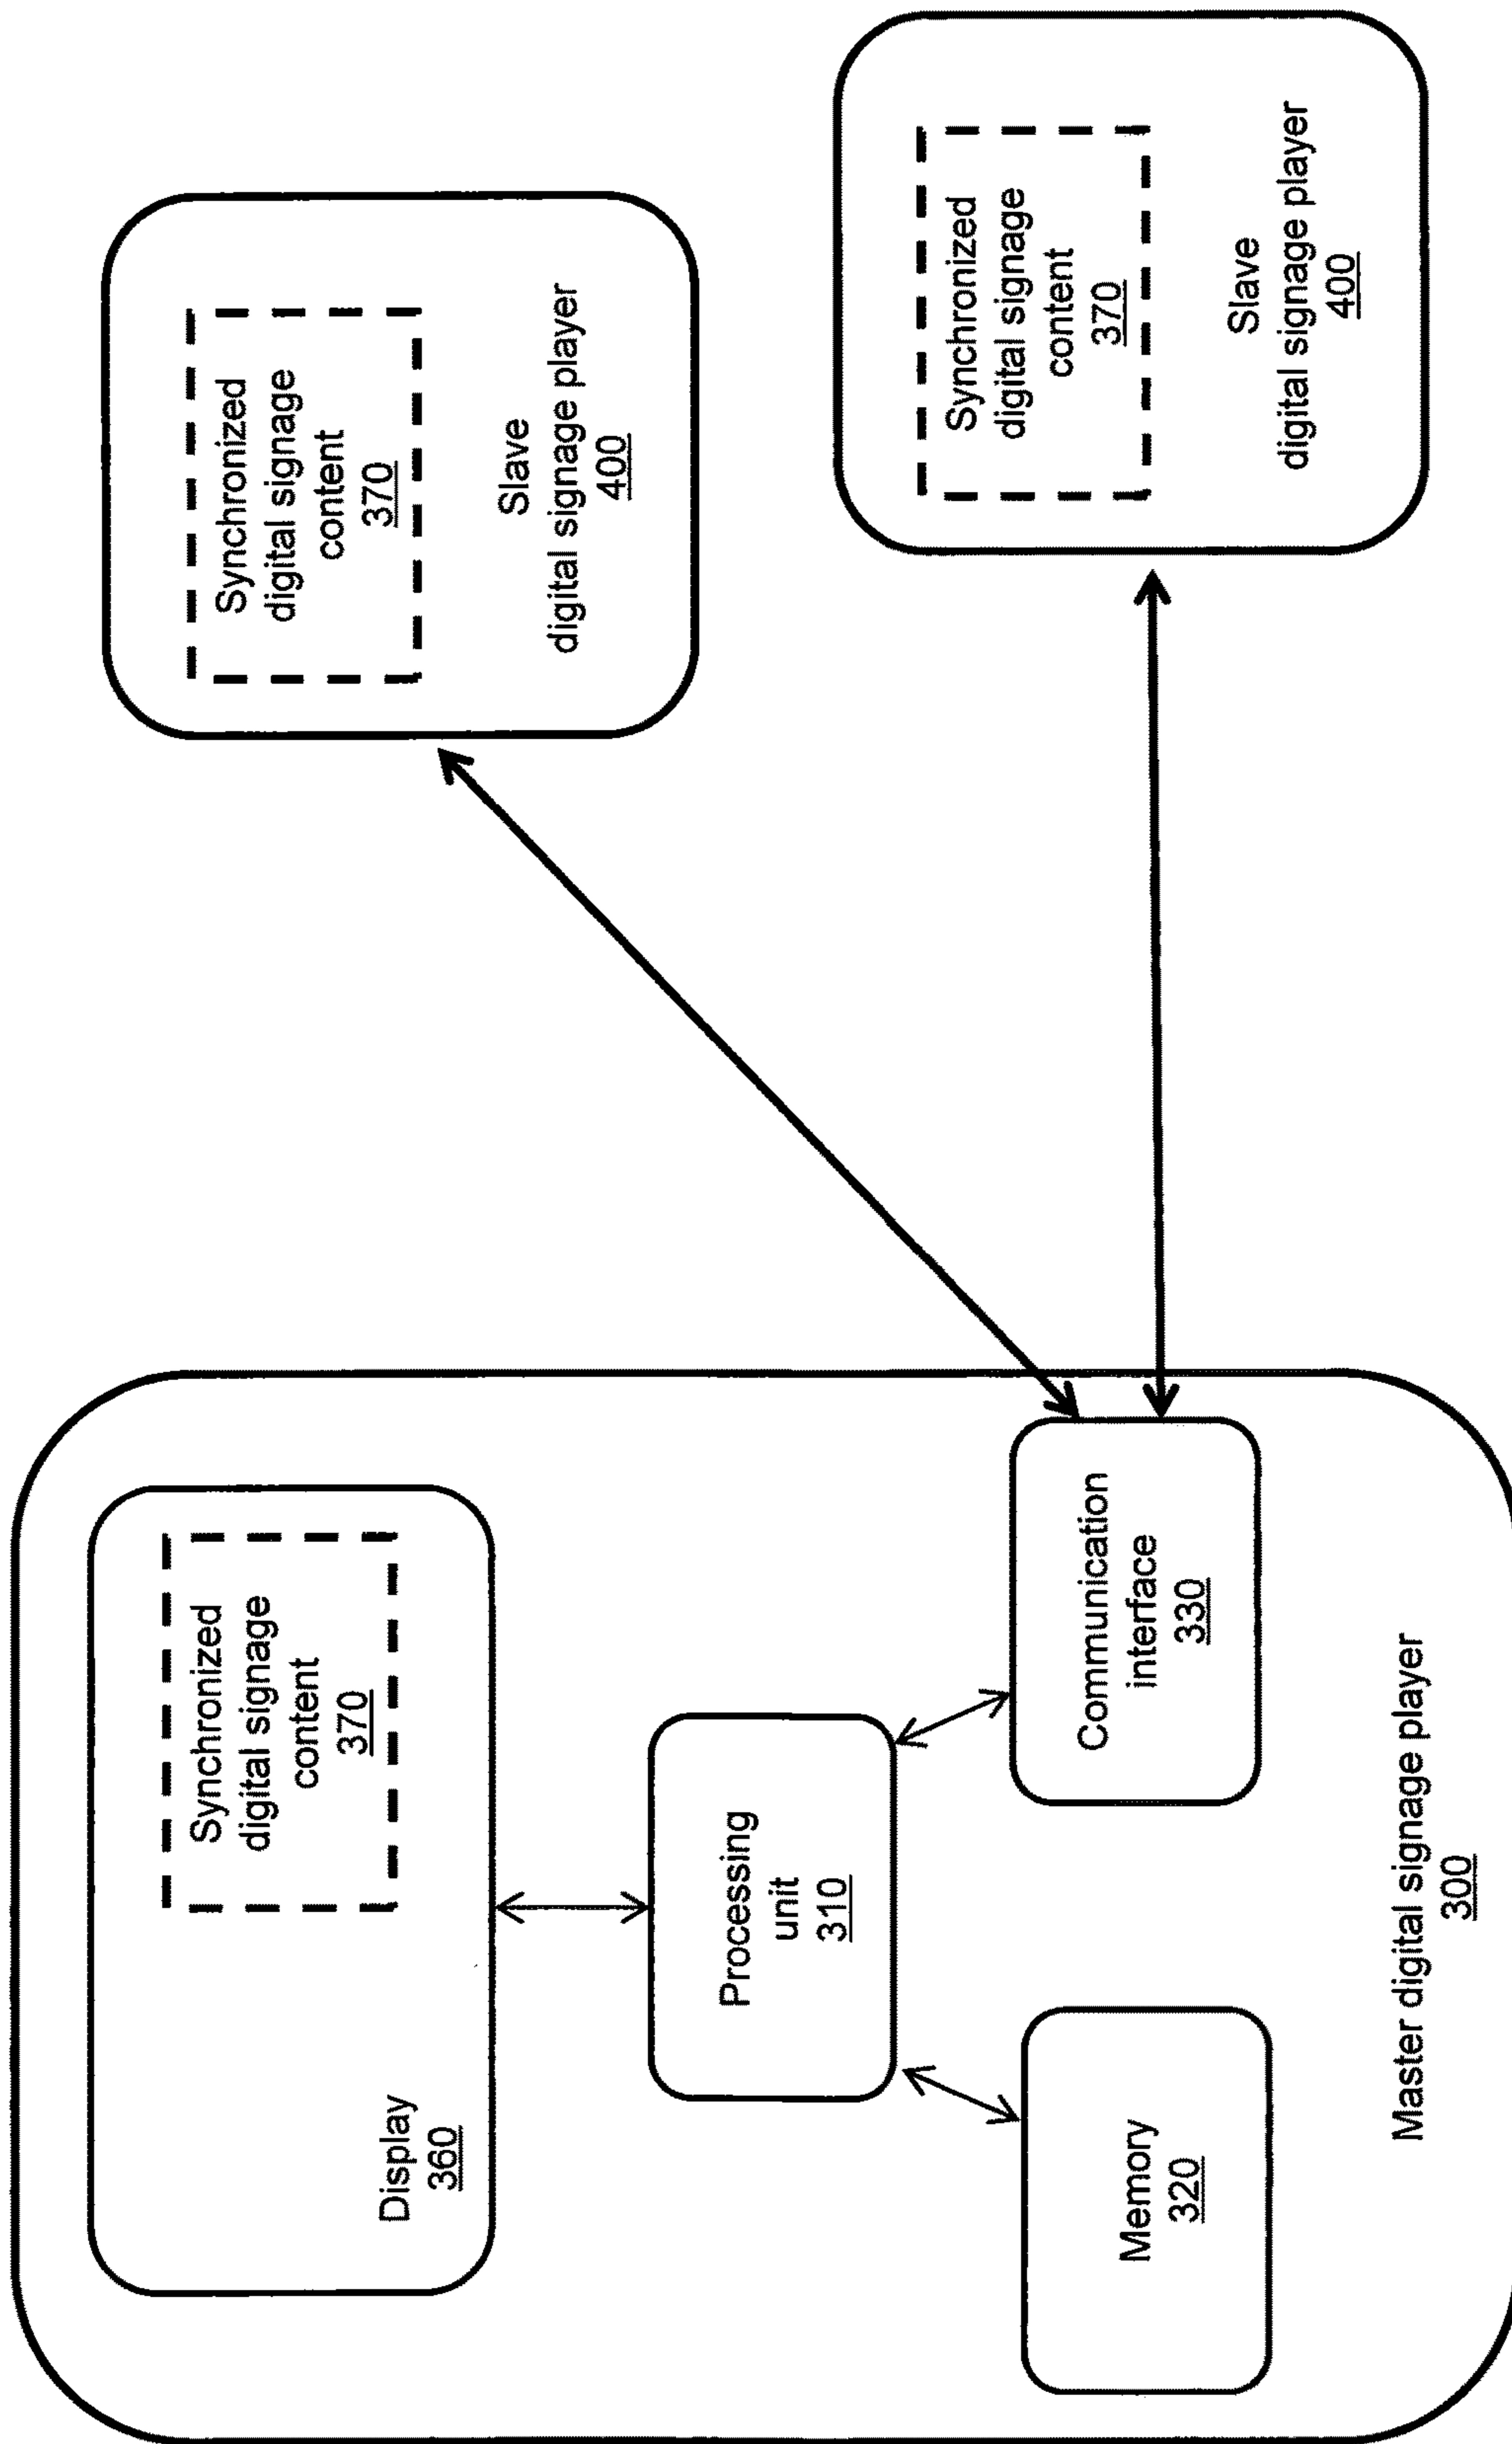 Display
360
Synchronized
digital signage
content
370
Processing
unit
310
Memory
320
Communication
interface
330
Master digital signage player
300
Synchronized
digital signage
content
370
Slave
digital signage player
400
Synchronized
digital signage
content
370
Slave
digital signage player
400